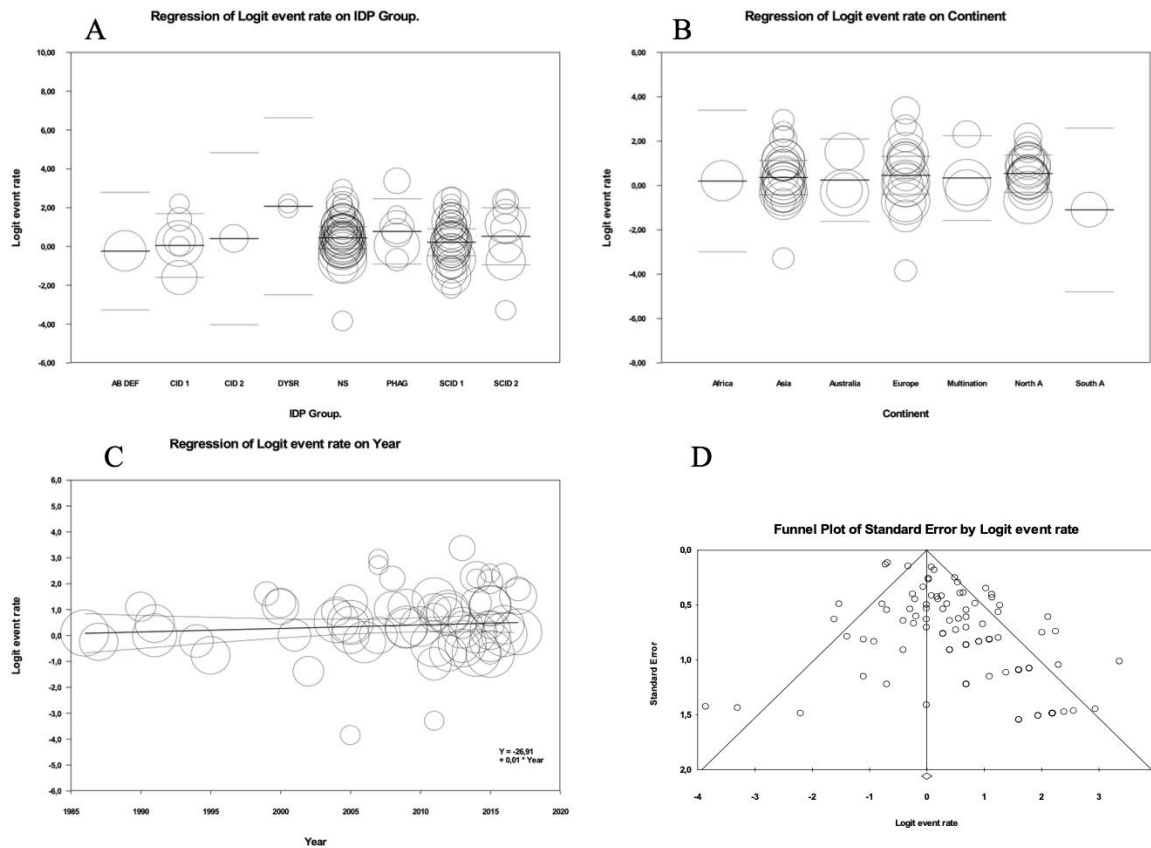 A
Regression of Logit event rate on IDP Group.
Logit event rate
10,00
8,00
6,00
4,00
2,00
0,00
-2,00
-4,00
-6,00
AB DEF CID 1 CID 2 DYSR NS PHAG SCID 1 SCID 2
IDP Group.
B
Regression of Logit event rate on Continent
Logit event rate
6,00
4,00
2,00
0,00
-2,00
-4,00
-6,00
-8,00
Africa Asia Australia Europe Multination North A South A
Continent
C
Regression of Logit event rate on Year
Logit event rate
6,0
5,0
4,0
3,0
2,0
1,0
0,0
-1,0
-2,0
-3,0
-4,0
-5,0
-6,0
Y = -26,91
+ 0,01 * Year
1985 1990 1995 2000 2005 2010 2015 2020
Year
D
Funnel Plot of Standard Error by Logit event rate
Standard Error
0,0
0,5
1,0
1,5
2,0
-4 -3 -2 -1 0 1 2 3
Logit event rate